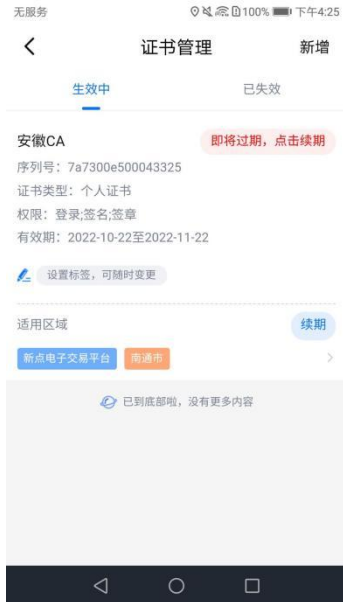 无服务 100% 下午4:25
证书管理 新增
生效中 已失效
安徽CA 即将过期，点击续期
序列号：7a7300e500043325
证书类型：个人证书
权限：登录;签名;签章
有效期：2022-10-22至2022-11-22
设置标签，可随时变更
适用区域 续期
新点电子交易平台 南通市
已到底部啦，没有更多内容